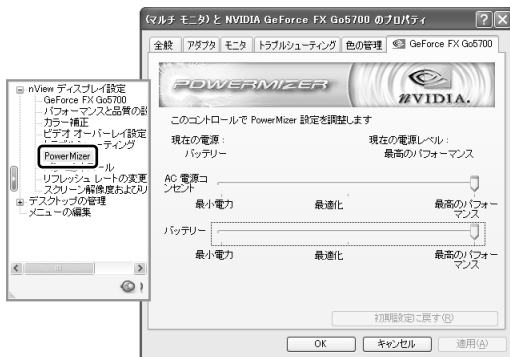 (マルチ モニタ) と NVIDIA GeForce FX Go5700 のプロパティ
全般 アダプタ モニタ トラブルシューティング 色の管理 GeForce FX Go5700
POWERMIZER
NVIDIA.
このコントロールで PowerMizer 設定を調整します
現在の電源: 現在の電源レベル:
バッテリー 最高のパフォーマンス
AC 電源コンセント
最小電力 最適化 最高のパフォーマンス
バッテリー
最小電力 最適化 最高のパフォーマンス
初期設定に戻す(R)
OK キャンセル 適用(A)
nView ディスプレイ設定
GeForce FX Go5700
パフォーマンスと品質の
カラー補正
ビデオ オーバーレイ設定
ーティング
PowerMizer
ール
リフレッシュ レートの変更
スクリーン解像度および
デスクトップの管理
メニューの編集